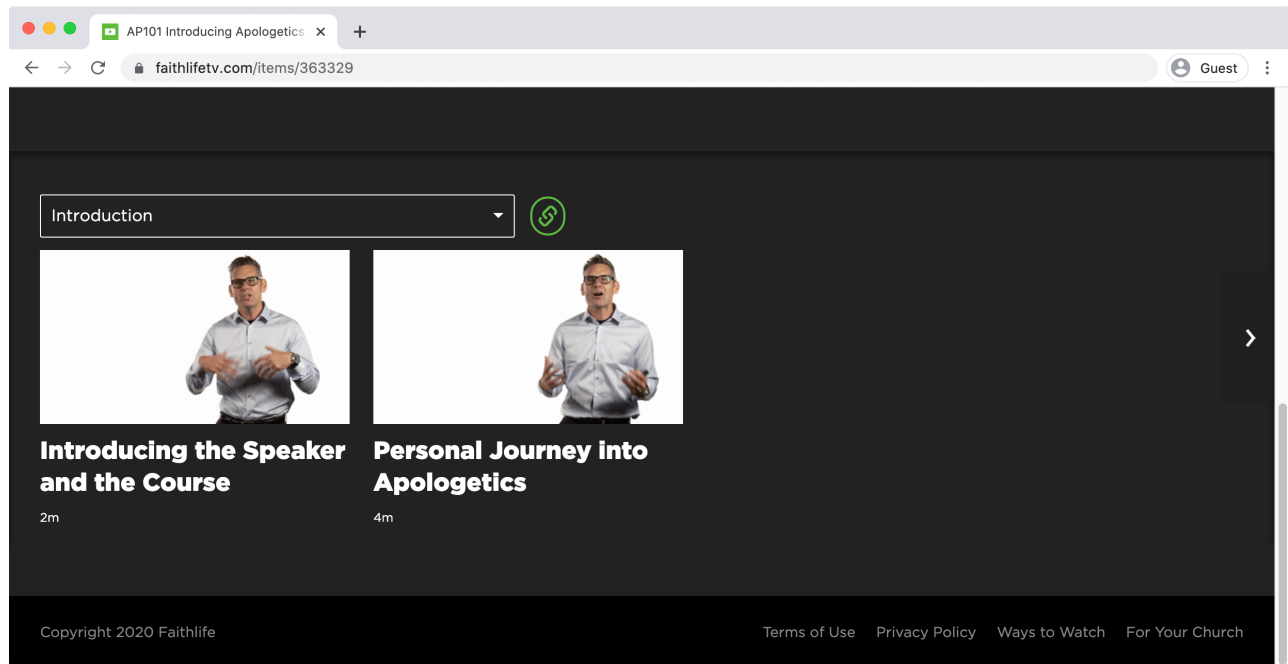 AP101 Introducing Apologetics
faithlifetv.com/items/363329
Guest
Introduction
Introducing the Speaker
and the Course
2m
Personal Journey into
Apologetics
4m
Copyright 2020 Faithlife
Terms of Use
Privacy Policy
Ways to Watch
For Your Church